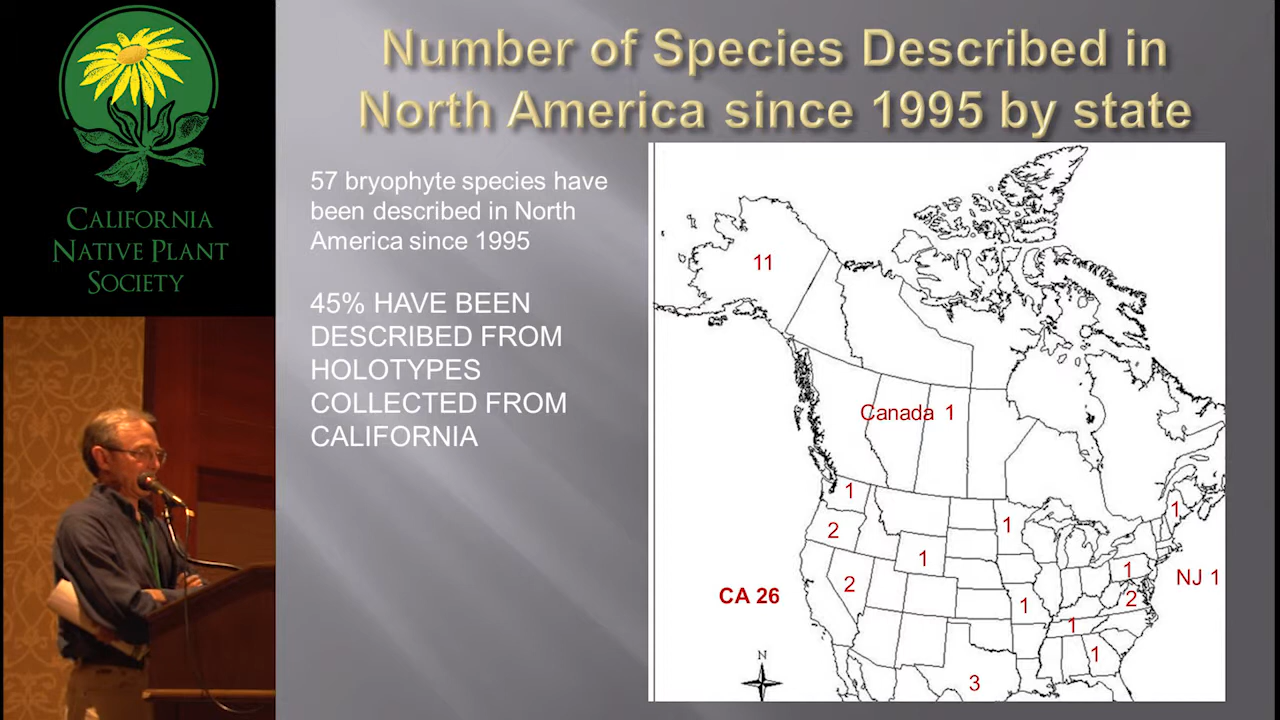 CALIFORNIA
NATIVE PLANT
SOCIETY
Number of Species Described in
North America since 1995 by state
57 bryophyte species have
been described in North
America since 1995
45% HAVE BEEN
DESCRIBED FROM
HOLOTYPES
COLLECTED FROM
CALIFORNIA
11
Canada 1
1
1
1
2
1
1
NJ 1
2
CA 26
1
2
1
1
3
N